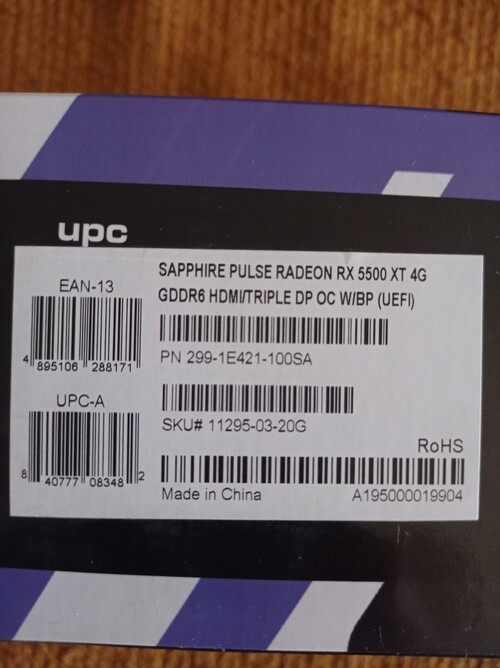 upc
SAPPHIRE PULSE RADEON RX 5500 XT 4G
GDDR6 HDMI/TRIPLE DP OC W/BP (UEFI)
EAN-13
4 895106 288171
PN 299-1E421-100SA
UPC-A
8 40777 08348 2
SKU# 11295-03-20G
RoHS
Made in China A195000019904